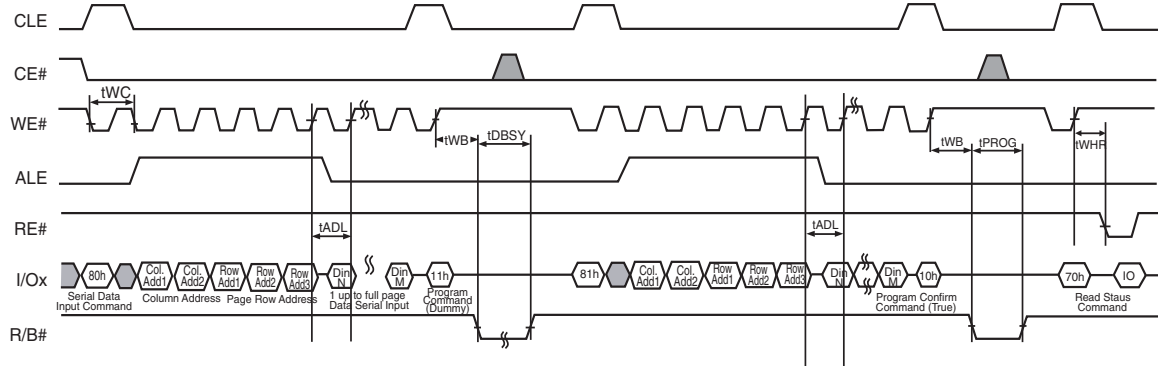 CLE
CE#
tWC
WE#
tWB
tDBSY
tWB
tPROG
tWHR
ALE
RE#
tADL
tADL
I/Ox
80h
Col. Add1
Col. Add2
Row Add1
Row Add2
Row Add3
Din N
Din M
11h
81h
Col. Add1
Col. Add2
Row Add1
Row Add2
Row Add3
Din N
Din M
10h
70h
IO
Serial Data
Input Command
Column Address
Page Row Address
1 up to full page
Data Serial Input
Program
Command
(Dummy)
Program Confirm
Command (True)
Read Staus
Command
R/B#